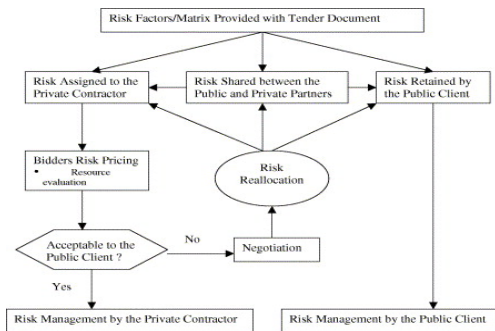 Risk Factors/Matrix Provided with Tender Document
Risk Assigned to the
Private Contractor
Risk Shared between the
Public and Private Partners
Risk Retained by
the Public Client
Bidders Risk Pricing
• Resource
evaluation
Risk
Reallocation
Acceptable to the
Public Client ?
No
Negotiation
Yes
Risk Management by the Private Contractor
Risk Management by the Public Client